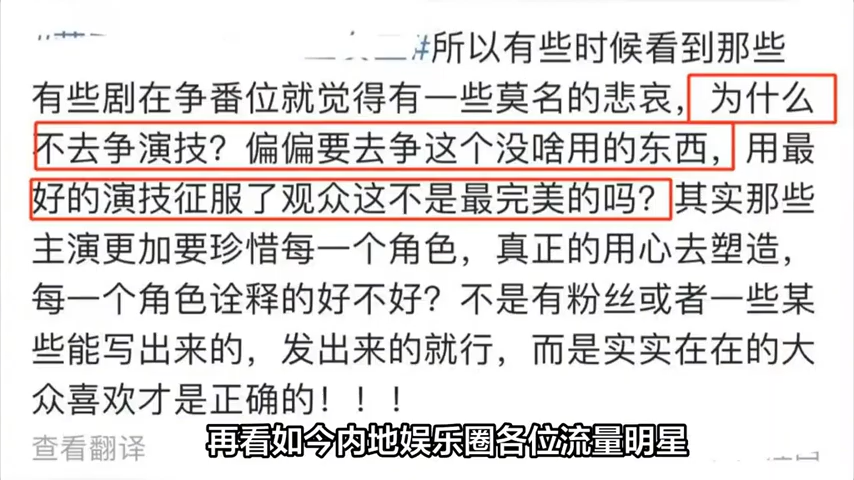 #所以有些时候看到那些
有些剧在争番位就觉得有一些莫名的悲哀，为什么
不去争演技？偏偏要去争这个没啥用的东西，用最
好的演技征服了观众这不是最完美的吗？其实那些
主演更加要珍惜每一个角色，真正的用心去塑造，
每一个角色诠释的好不好？不是有粉丝或者一些某
些能写出来的，发出来的就行，而是实实在在的大
众喜欢才是正确的！！！
查看翻译
再看如今内地娱乐圈各位流量明星